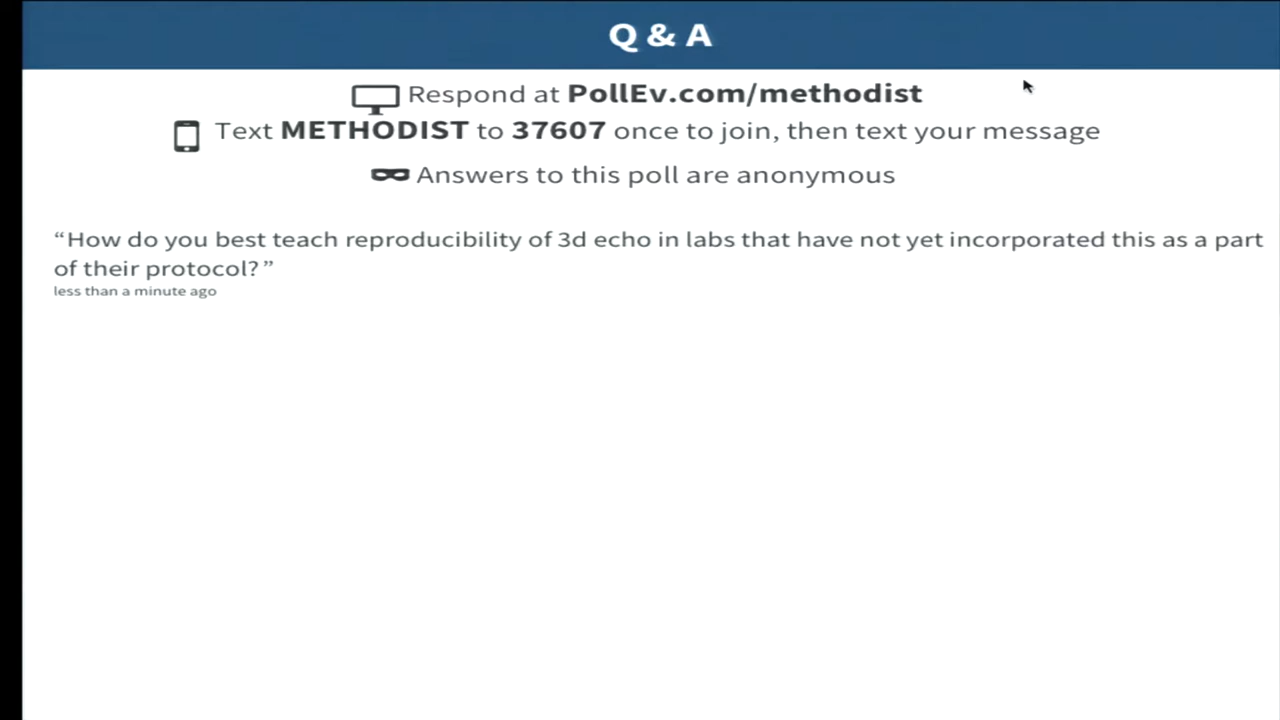 Q & A
Respond at PollEv.com/methodist
Text METHODIST to 37607 once to join, then text your message
Answers to this poll are anonymous
“How do you best teach reproducibility of 3d echo in labs that have not yet incorporated this as a part
of their protocol?”
less than a minute ago